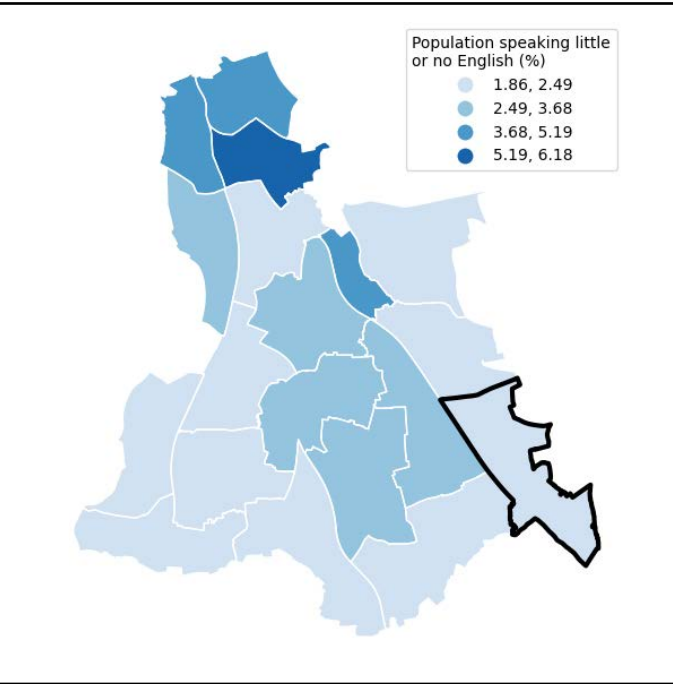 Population speaking little
or no English (%)
1.86, 2.49
2.49, 3.68
3.68, 5.19
5.19, 6.18